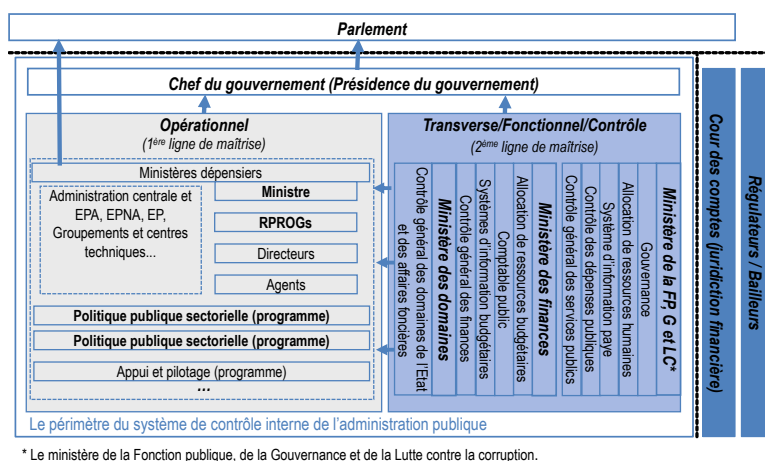 Parlement
Chef du gouvernement (Présidence du gouvernement)
Opérationnel
(1ère ligne de maîtrise)
Ministères dépensiers
Administration centrale et
EPA, EPNA, EP,
Groupements et centres
techniques...
Ministre
RPROGs
Directeurs
Agents
Politique publique sectorielle (programme)
Politique publique sectorielle (programme)
Appui et pilotage (programme)
...
Transverse/Fonctionnel/Contrôle
(2ème ligne de maîtrise)
Ministère de la FP, G et LC*
Gouvernance
Allocation de ressources humaines
Système d'information paye
Contrôle des dépenses publiques
Contrôle général des services publics
Ministère des finances
Allocation de ressources budgétaires
Comptable public
Systèmes d'information budgétaires
Contrôle général des finances
Ministère des domaines
Contrôle général des domaines de l'Etat
et des affaires foncières
Cour des comptes (juridiction financière)
Régulateurs / Bailleurs
Le périmètre du système de contrôle interne de l'administration publique
* Le ministère de la Fonction publique, de la Gouvernance et de la Lutte contre la corruption.